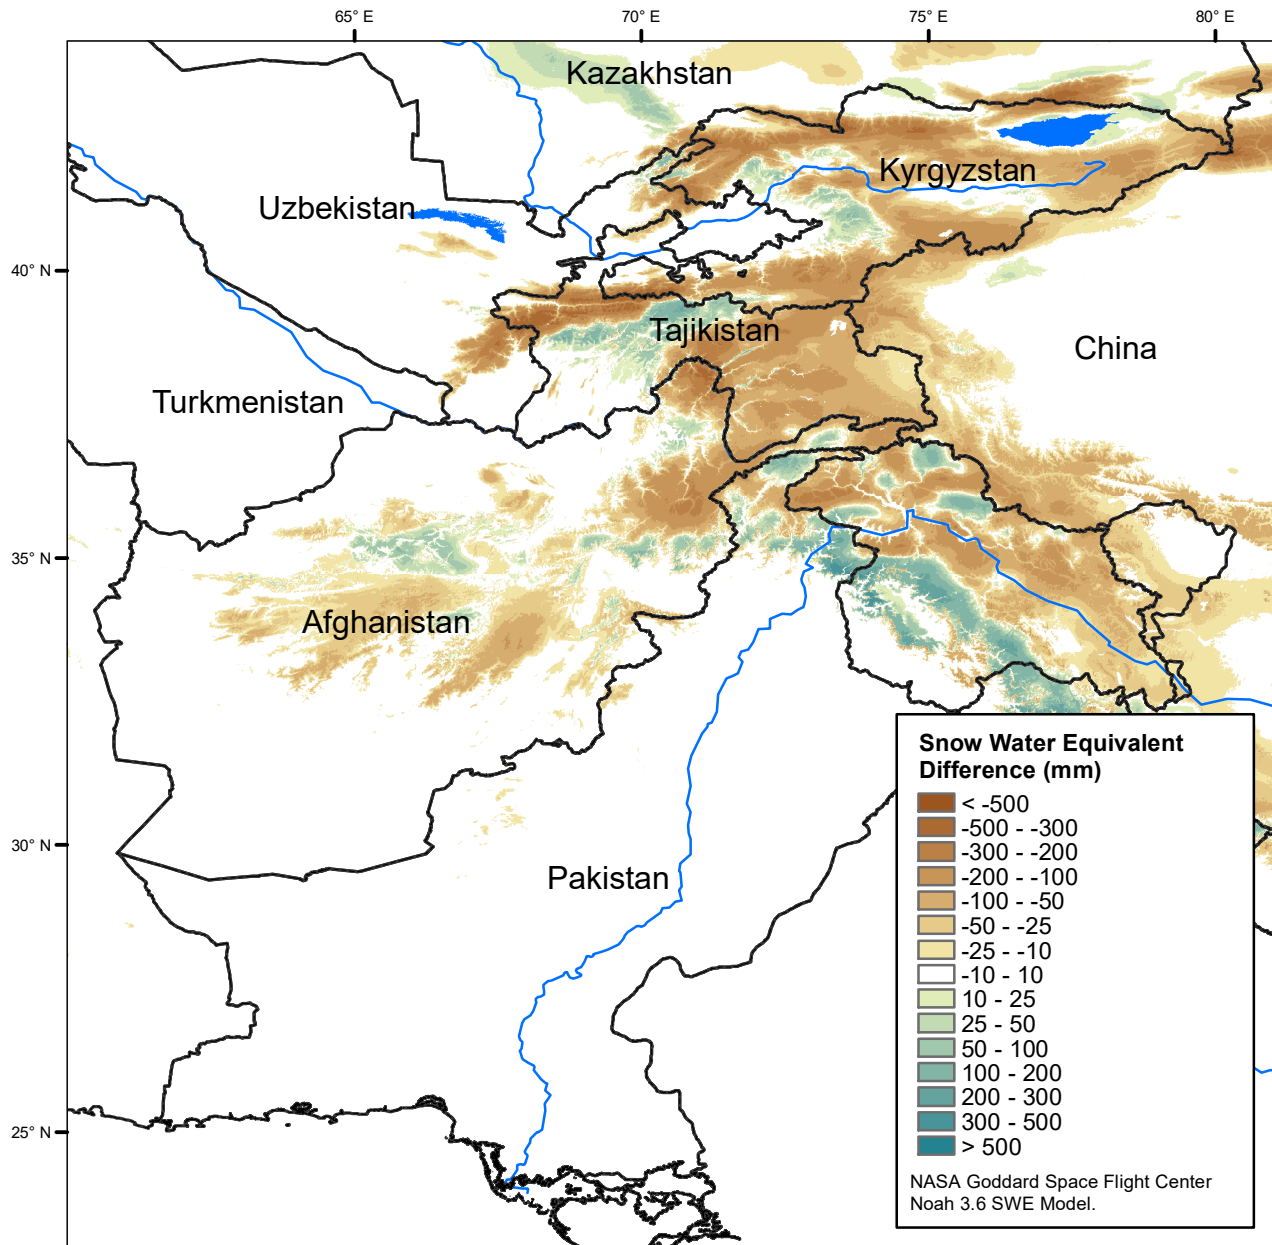 65° E
70° E
75° E
80° E
Kazakhstan
Kyrgyzstan
Uzbekistan
40° N
Tajikistan
China
Turkmenistan
35° N
Afghanistan
Snow Water Equivalent
Difference (mm)
< -500
-500 - -300
-300 - -200
-200 - -100
-100 - -50
-50 - -25
-25 - -10
-10 - 10
10 - 25
25 - 50
50 - 100
100 - 200
200 - 300
300 - 500
> 500
30° N
Pakistan
25° N
NASA Goddard Space Flight Center
Noah 3.6 SWE Model.